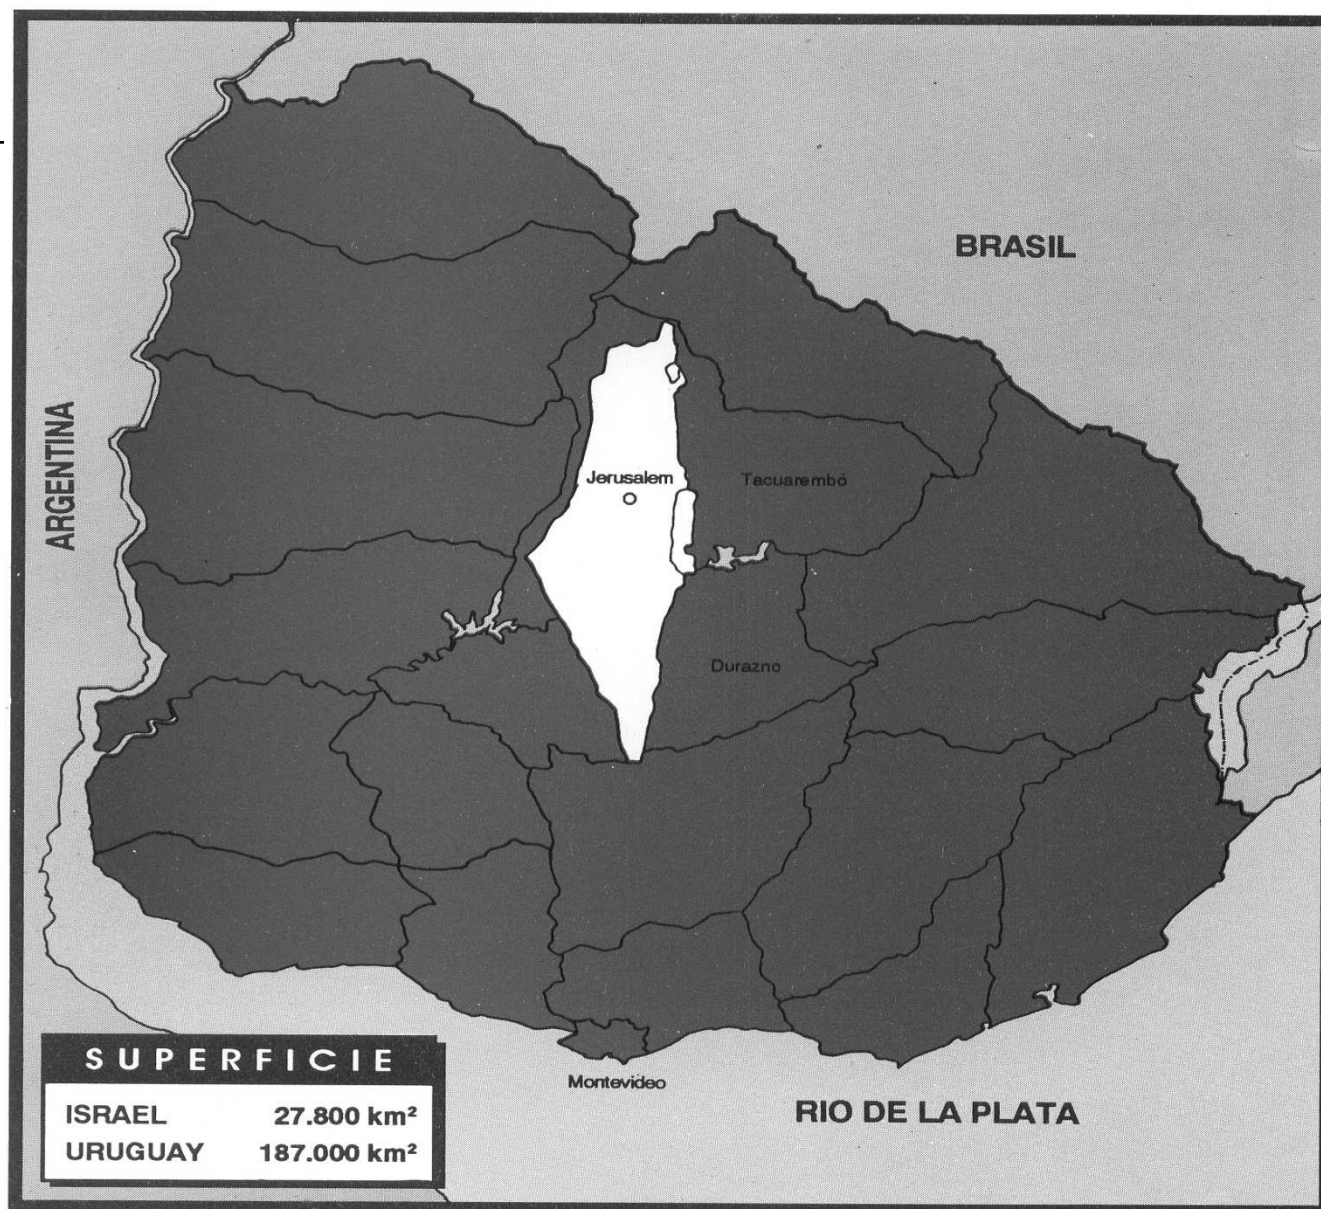 BRASIL
ARGENTINA
Jerusalem
Tacuarembó
Durazno
Montevideo
RIO DE LA PLATA
SUPERFICIE
ISRAEL 27.800 km²
URUGUAY 187.000 km²